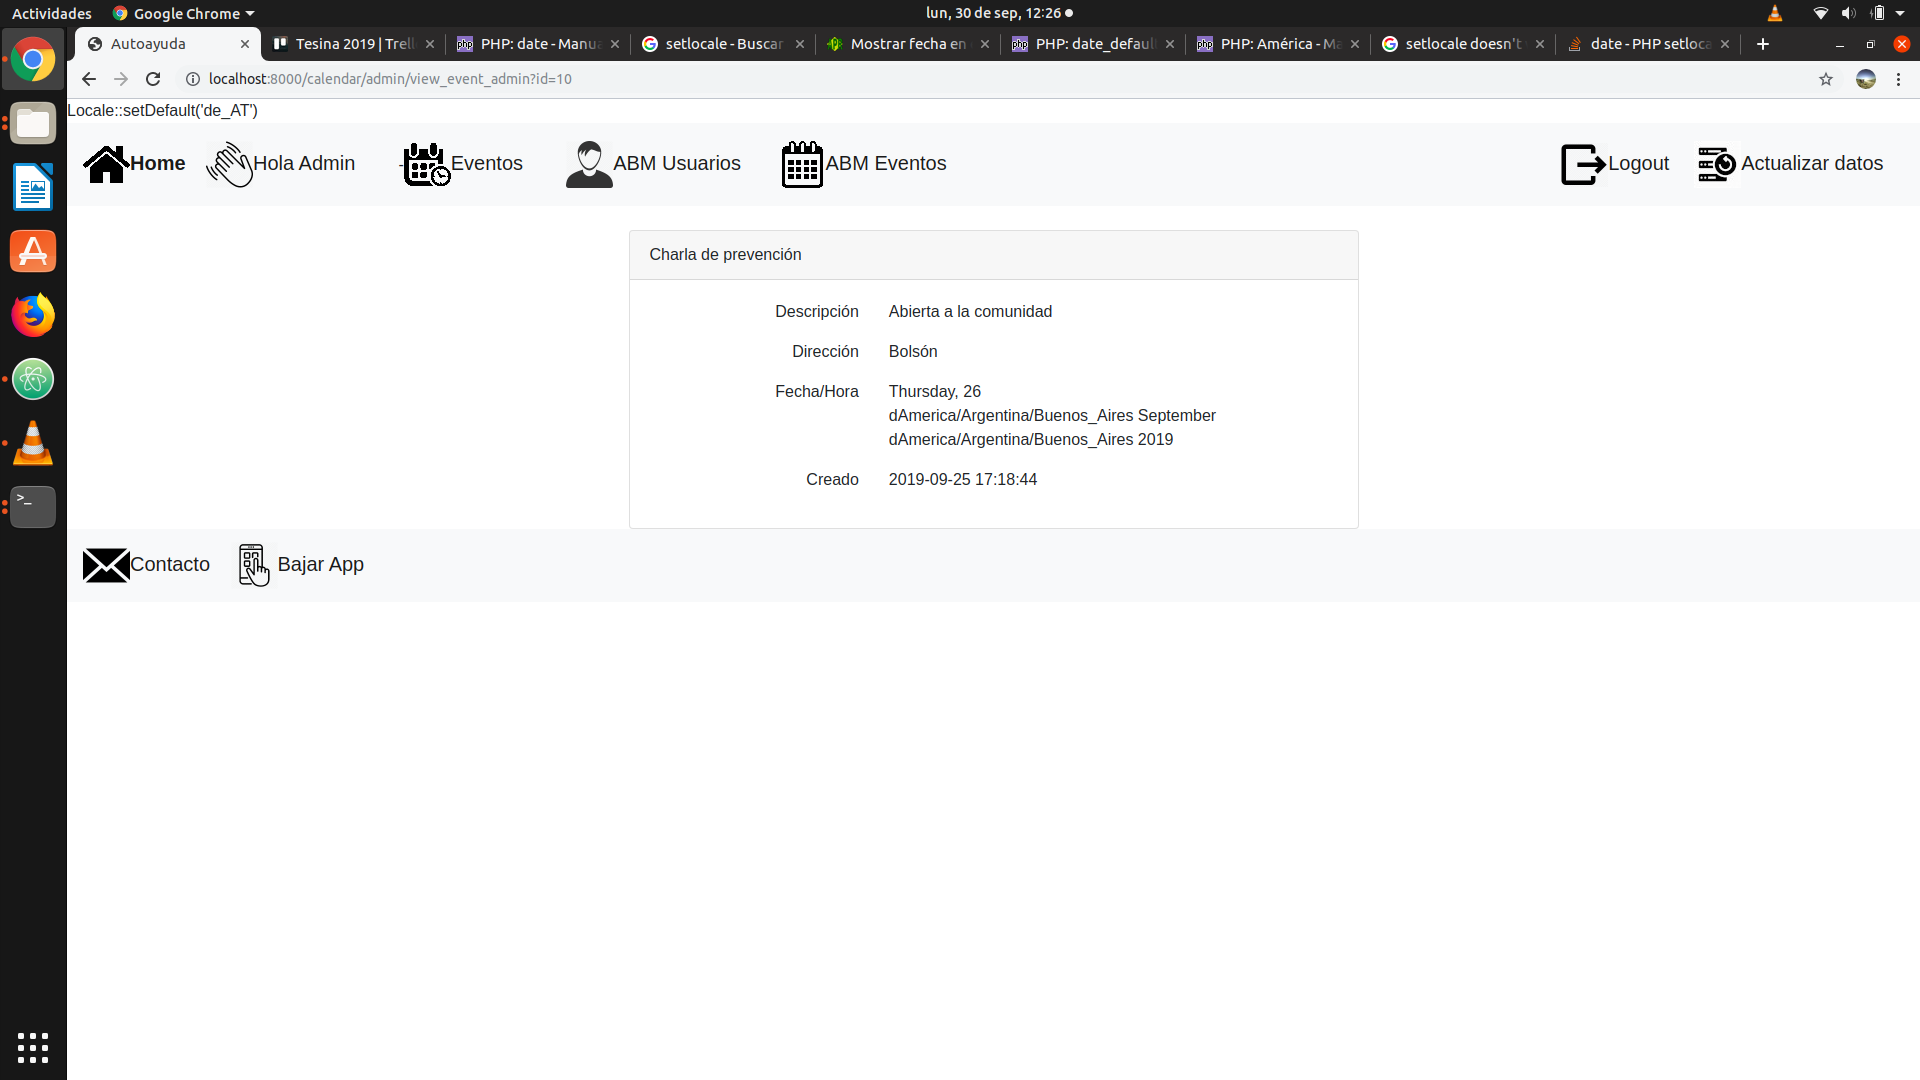 Actividades Google Chrome lun, 30 de sep, 12:26
Autoayuda Tesina 2019 | Trell PHP: date - Manua setlocale - Buscar Mostrar fecha en PHP: date_defaul PHP: América - Ma setlocale doesn't date - PHP setloca
localhost:8000/calendar/admin/view_event_admin?id=10
Locale::setDefault('de_AT')
Home Hola Admin -Eventos ABM Usuarios ABM Eventos Logout Actualizar datos
Charla de prevención
Descripción Abierta a la comunidad
Dirección Bolsón
Fecha/Hora Thursday, 26
dAmerica/Argentina/Buenos_Aires September
dAmerica/Argentina/Buenos_Aires 2019
Creado 2019-09-25 17:18:44
Contacto Bajar App